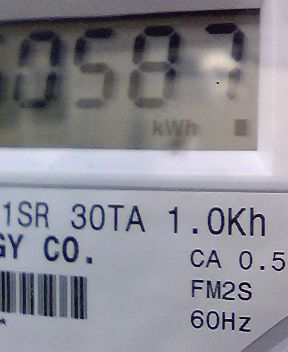 0587
kWh
1SR 30TA 1.0Kh
GY CO.
CA 0.5
FM2S
60Hz